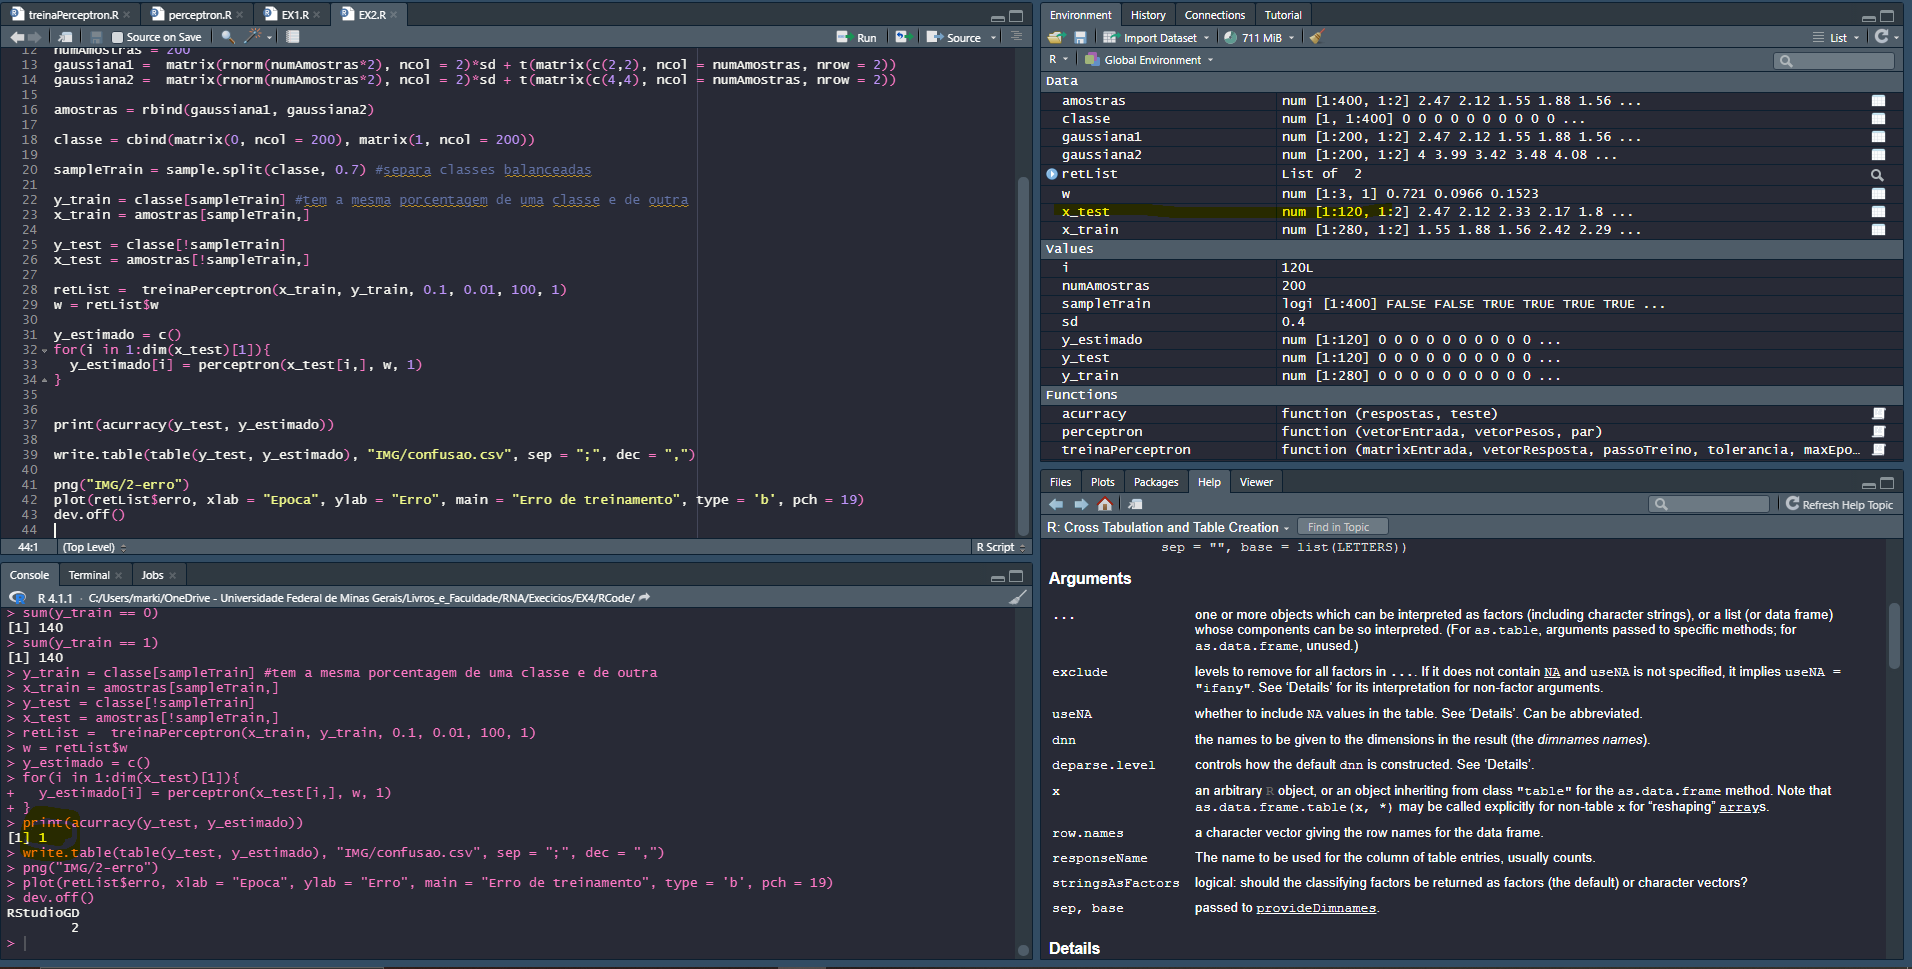 treinaPerceptron.R
perceptron.R
EX1.R
EX2.R
Source on Save
Run
Source
12 numAmostras = 200
13 gaussiana1 =  matrix(rnorm(numAmostras*2), ncol = 2)*sd + t(matrix(c(2,2), ncol = numAmostras, nrow = 2))
14 gaussiana2 =  matrix(rnorm(numAmostras*2), ncol = 2)*sd + t(matrix(c(4,4), ncol = numAmostras, nrow = 2))
15
16 amostras = rbind(gaussiana1, gaussiana2)
17
18 classe = cbind(matrix(0, ncol = 200), matrix(1, ncol = 200))
19
20 sampleTrain = sample.split(classe, 0.7) #separa classes balanceadas
21
22 y_train = classe[sampleTrain] #tem a mesma porcentagem de uma classe e de outra
23 x_train = amostras[sampleTrain,]
24
25 y_test = classe[!sampleTrain]
26 x_test = amostras[!sampleTrain,]
27
28 retList =  treinaPerceptron(x_train, y_train, 0.1, 0.01, 100, 1)
29 w = retList$w
30
31 y_estimado = c()
32 for(i in 1:dim(x_test)[1]){
33   y_estimado[i] = perceptron(x_test[i,], w, 1)
34 }
35
36
37 print(acurracy(y_test, y_estimado))
38
39 write.table(table(y_test, y_estimado), "IMG/confusao.csv", sep = ";", dec = ",")
40
41 png("IMG/2-erro")
42 plot(retList$erro, xlab = "Epoca", ylab = "Erro", main = "Erro de treinamento", type = 'b', pch = 19)
43 dev.off()
44
44:1 (Top Level) R Script
Console Terminal Jobs
R 4.1.1 · C:/Users/marki/OneDrive - Universidade Federal de Minas Gerais/Livros_e_Faculdade/RNA/Execicios/EX4/RCode/
> sum(y_train == 0)
[1] 140
> sum(y_train == 1)
[1] 140
> y_train = classe[sampleTrain] #tem a mesma porcentagem de uma classe e de outra
> x_train = amostras[sampleTrain,]
> y_test = classe[!sampleTrain]
> x_test = amostras[!sampleTrain,]
> retList =  treinaPerceptron(x_train, y_train, 0.1, 0.01, 100, 1)
> w = retList$w
> y_estimado = c()
> for(i in 1:dim(x_test)[1]){
+   y_estimado[i] = perceptron(x_test[i,], w, 1)
+ }
> print(acurracy(y_test, y_estimado))
[1] 1
> write.table(table(y_test, y_estimado), "IMG/confusao.csv", sep = ";", dec = ",")
> png("IMG/2-erro")
> plot(retList$erro, xlab = "Epoca", ylab = "Erro", main = "Erro de treinamento", type = 'b', pch = 19)
> dev.off()
RStudioGD
2
>
Environment History Connections Tutorial
Import Dataset 711 MiB List
R Global Environment
Data
amostras num [1:400, 1:2] 2.47 2.12 1.55 1.88 1.56 ...
classe num [1, 1:400] 0 0 0 0 0 0 0 0 0 0 ...
gaussiana1 num [1:200, 1:2] 2.47 2.12 1.55 1.88 1.56 ...
gaussiana2 num [1:200, 1:2] 4 3.99 3.42 3.48 4.08 ...
retList List of  2
w num [1:3, 1] 0.721 0.0966 0.1523
x_test num [1:120, 1:2] 2.47 2.12 2.33 2.17 1.8 ...
x_train num [1:280, 1:2] 1.55 1.88 1.56 2.42 2.29 ...
Values
i 120L
numAmostras 200
sampleTrain logi [1:400] FALSE FALSE TRUE TRUE TRUE TRUE ...
sd 0.4
y_estimado num [1:120] 0 0 0 0 0 0 0 0 0 0 ...
y_test num [1:120] 0 0 0 0 0 0 0 0 0 0 ...
y_train num [1:280] 0 0 0 0 0 0 0 0 0 0 ...
Functions
acurracy function (respostas, teste)
perceptron function (vetorEntrada, vetorPesos, par)
treinaPerceptron function (matrixEntrada, vetorResposta, passoTreino, tolerancia, maxEpo...
Files Plots Packages Help Viewer
Refresh Help Topic
R: Cross Tabulation and Table Creation Find in Topic
sep = "", base = list(LETTERS))
Arguments
... one or more objects which can be interpreted as factors (including character strings), or a list (or data frame)
whose components can be so interpreted. (For as.table, arguments passed to specific methods; for
as.data.frame, unused.)
exclude levels to remove for all factors in .... If it does not contain NA and useNA is not specified, it implies useNA =
"ifany". See ‘Details’ for its interpretation for non-factor arguments.
useNA whether to include NA values in the table. See ‘Details’. Can be abbreviated.
dnn the names to be given to the dimensions in the result (the dimnames names).
deparse.level controls how the default dnn is constructed. See ‘Details’.
x an arbitrary R object, or an object inheriting from class "table" for the as.data.frame method. Note that
as.data.frame.table(x, *) may be called explicitly for non-table x for “reshaping” arrays.
row.names a character vector giving the row names for the data frame.
responseName The name to be used for the column of table entries, usually counts.
stringsAsFactors logical: should the classifying factors be returned as factors (the default) or character vectors?
sep, base passed to provideDimnames.
Details